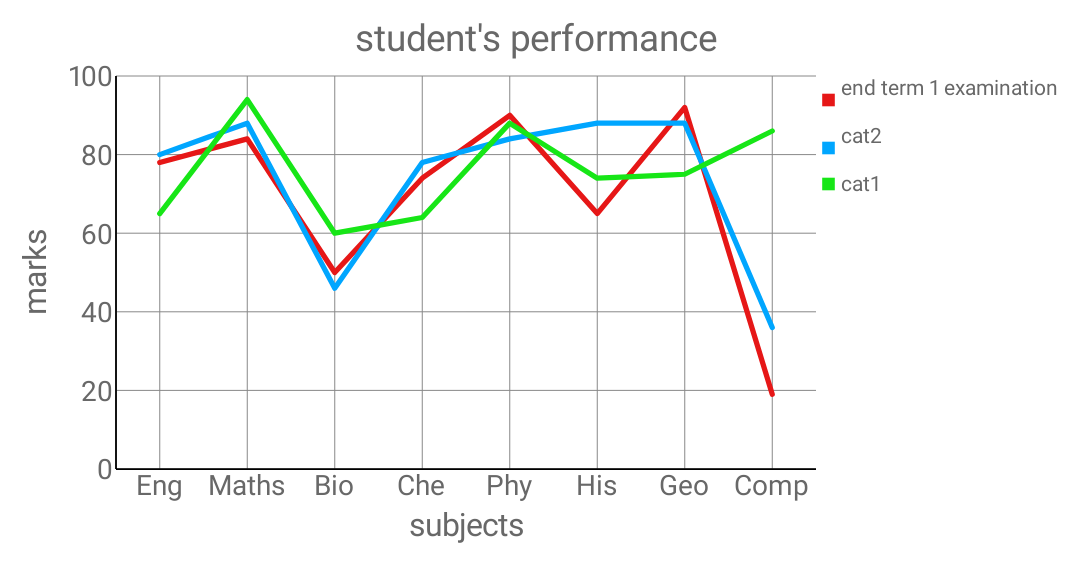 student's performance
100
80
60
40
20
0
marks
Eng Maths Bio Che Phy His Geo Comp
subjects
end term 1 examination
cat2
cat1